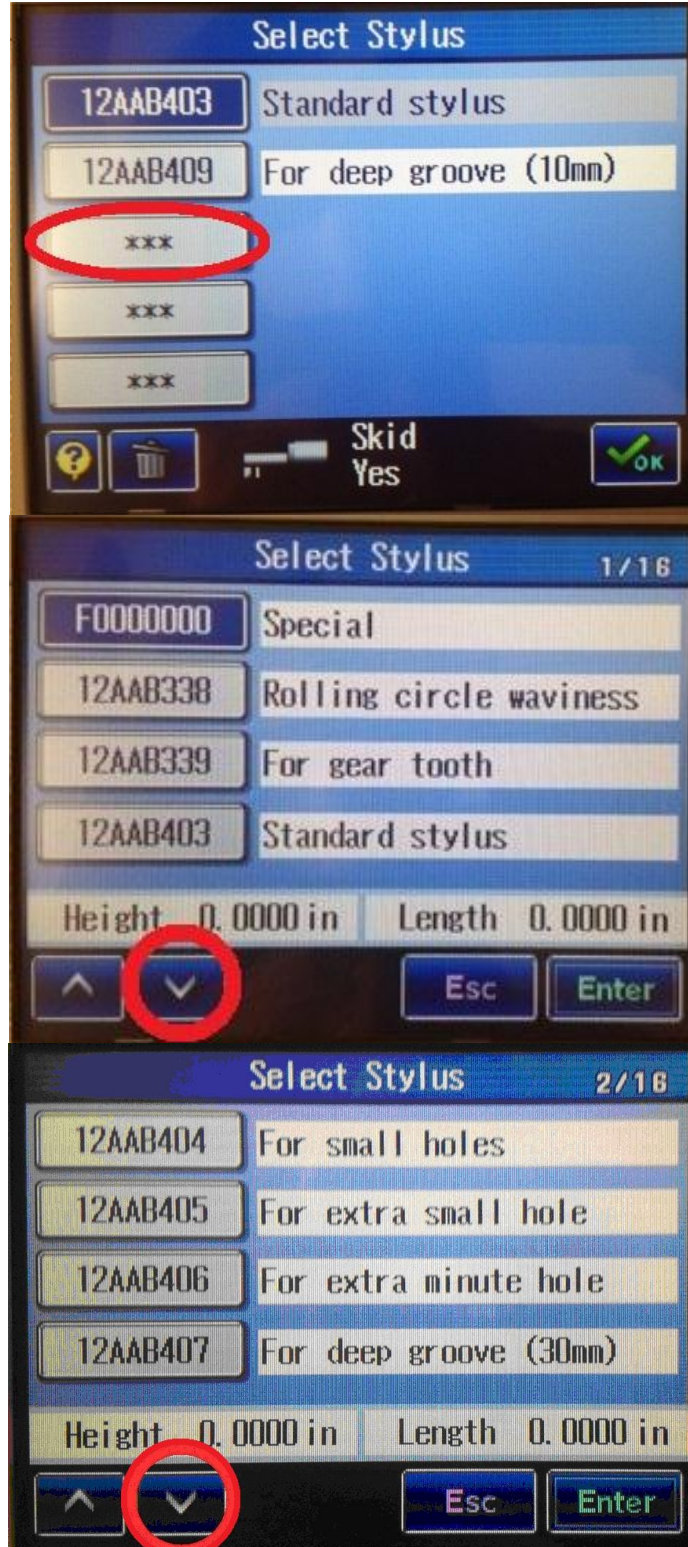 Select Stylus
12AAB403 Standard stylus
12AAB409 For deep groove (10mm)
***
***
***
? Skid OK
Yes
Select Stylus 1/16
F0000000 Special
12AAB338 Rolling circle waviness
12AAB339 For gear tooth
12AAB403 Standard stylus
Height 0.0000 in Length 0.0000 in
Esc Enter
Select Stylus 2/16
12AAB404 For small holes
12AAB405 For extra small hole
12AAB406 For extra minute hole
12AAB407 For deep groove (30mm)
Height 0.0000 in Length 0.0000 in
Esc Enter